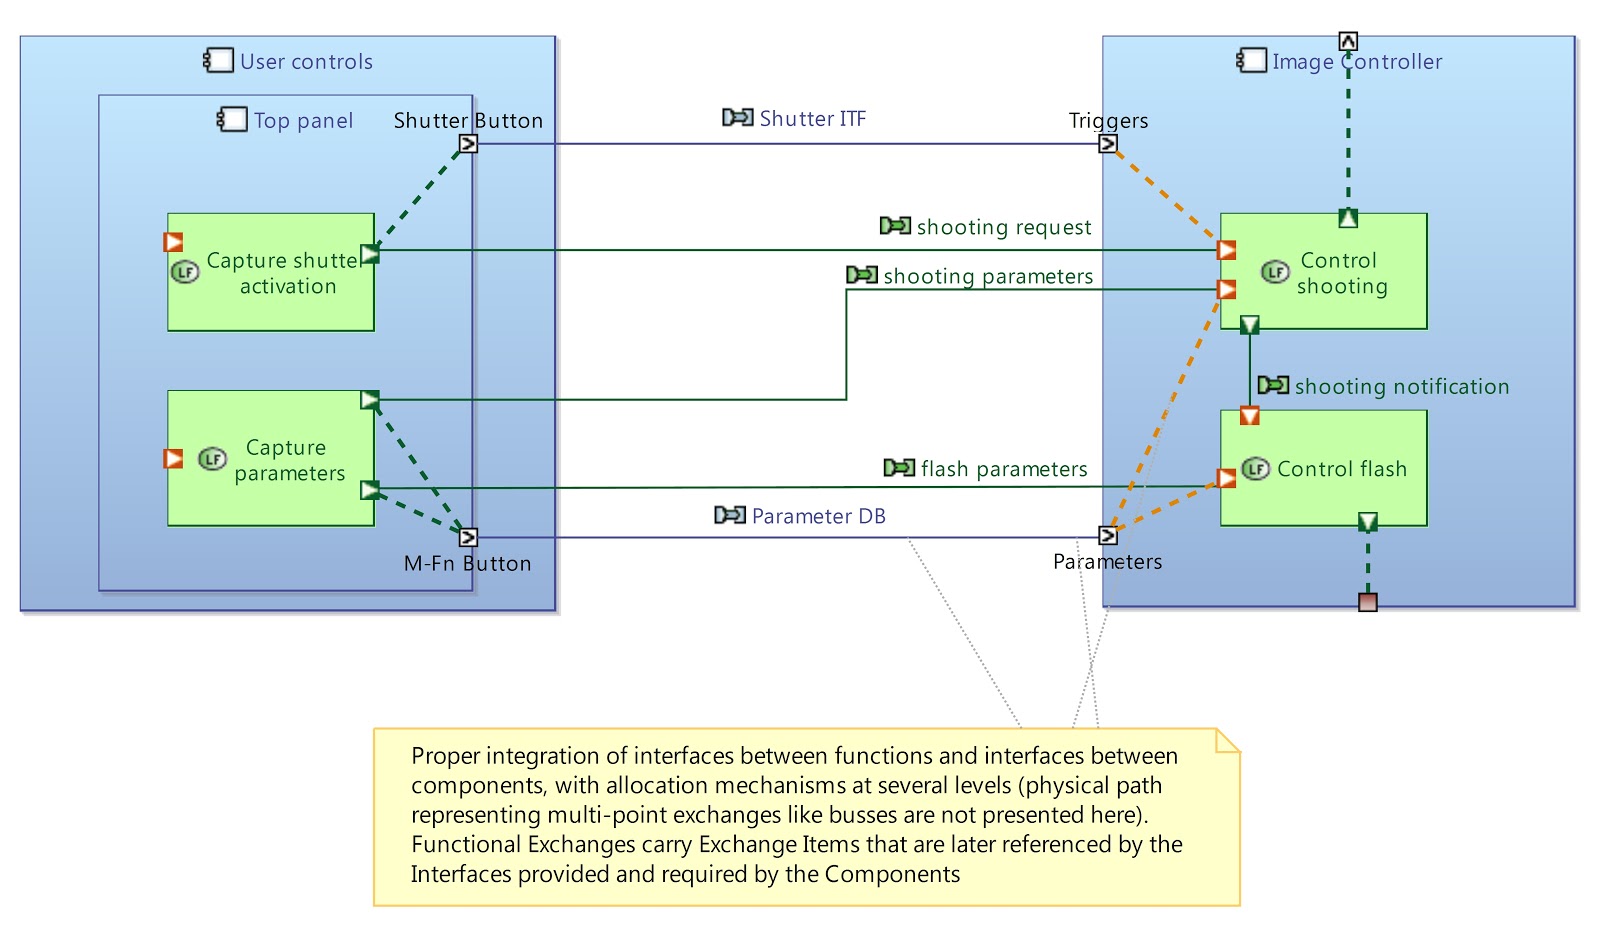 User controls
Image Controller
Top panel
Shutter Button
Shutter ITF
Triggers
shooting request
LF
Capture shutter
activation
shooting parameters
LF
Control
shooting
shooting notification
LF
Capture
parameters
flash parameters
LF
Control flash
Parameter DB
M-Fn Button
Parameters
Proper integration of interfaces between functions and interfaces between
components, with allocation mechanisms at several levels (physical path
representing multi-point exchanges like busses are not presented here).
Functional Exchanges carry Exchange Items that are later referenced by the
Interfaces provided and required by the Components